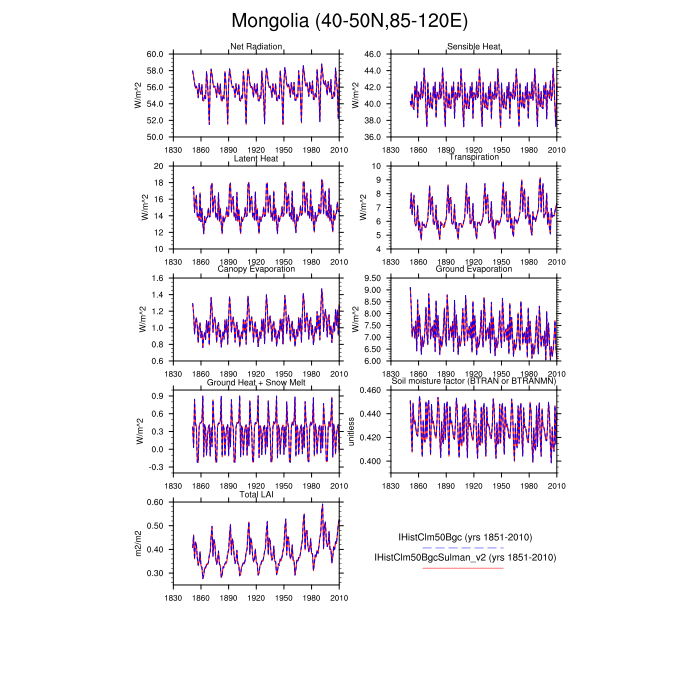 Mongolia (40-50N,85-120E)
Net Radiation
Sensible Heat
60.0
58.0
56.0
54.0
52.0
50.0
W/m^2
1830 1860 1890 1920 1950 1980 2010
46.0
44.0
42.0
40.0
38.0
36.0
W/m^2
1830 1860 1890 1920 1950 1980 2010
Latent Heat
Transpiration
20
18
16
14
12
10
W/m^2
1830 1860 1890 1920 1950 1980 2010
10
9
8
7
6
5
4
W/m^2
1830 1860 1890 1920 1950 1980 2010
Canopy Evaporation
Ground Evaporation
1.6
1.4
1.2
1.0
0.8
0.6
W/m^2
1830 1860 1890 1920 1950 1980 2010
9.50
9.00
8.50
8.00
7.50
7.00
6.50
6.00
W/m^2
1830 1860 1890 1920 1950 1980 2010
Ground Heat + Snow Melt
Soil moisture factor (BTRAN or BTRANMN)
0.9
0.6
0.3
0.0
-0.3
W/m^2
1830 1860 1890 1920 1950 1980 2010
0.460
0.440
0.420
0.400
unitless
1830 1860 1890 1920 1950 1980 2010
Total LAI
0.60
0.50
0.40
0.30
m2/m2
1830 1860 1890 1920 1950 1980 2010
IHistClm50Bgc (yrs 1851-2010)
IHistClm50BgcSulman_v2 (yrs 1851-2010)